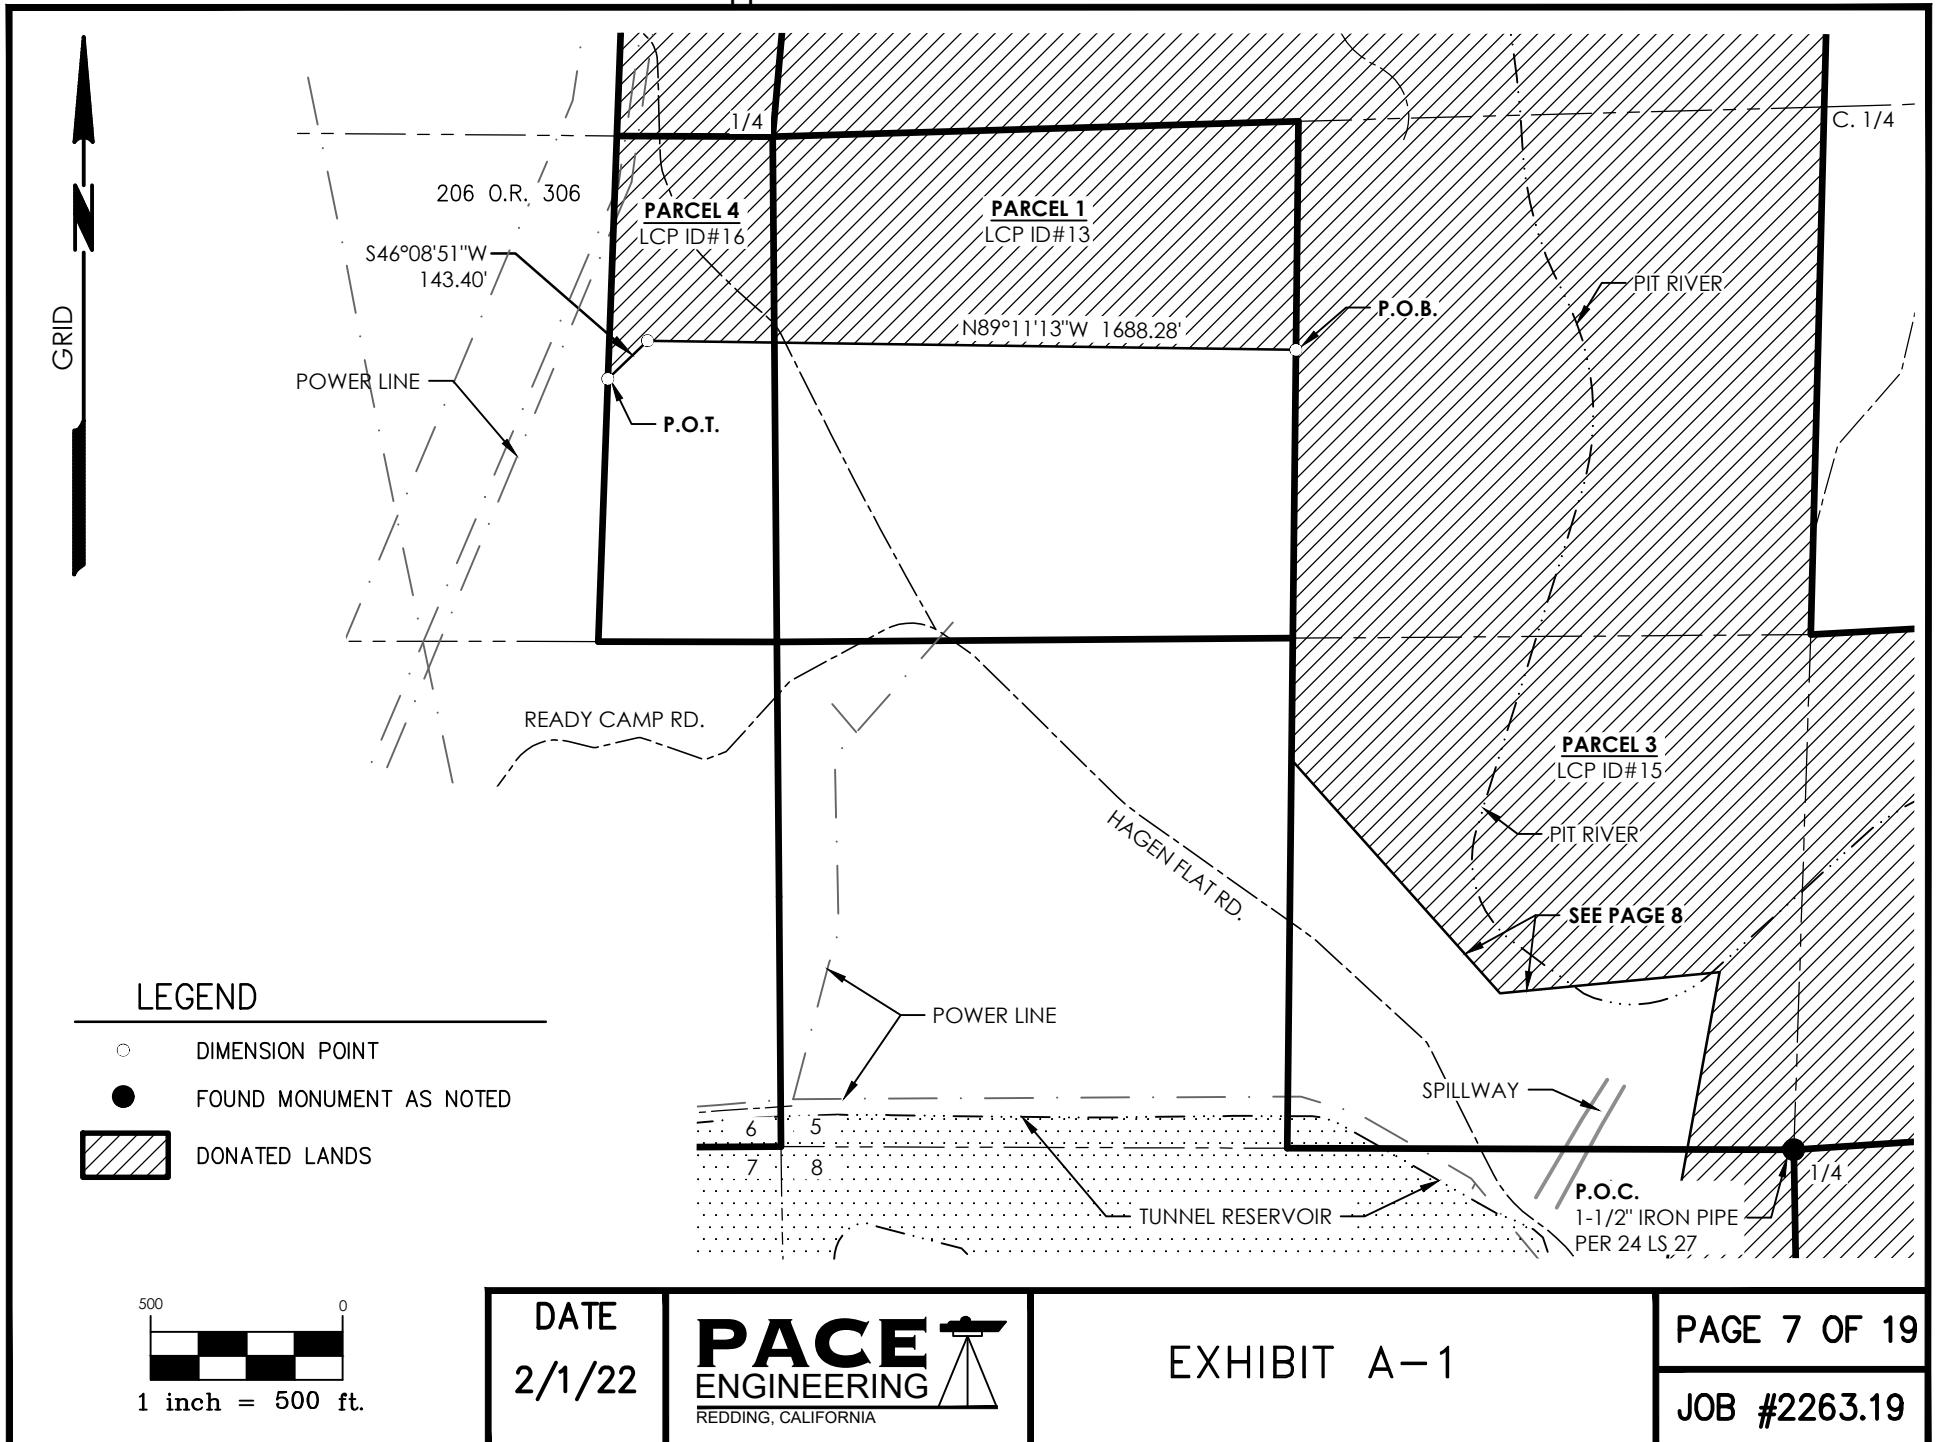 1/4
C. 1/4
206 O.R. 306
PARCEL 4
LCP ID#16
PARCEL 1
LCP ID#13
S46°08'51"W
143.40'
PIT RIVER
P.O.B.
N89°11'13"W 1688.28'
GRID
N
POWER LINE
P.O.T.
READY CAMP RD.
PARCEL 3
LCP ID#15
HAGEN FLAT RD.
PIT RIVER
SEE PAGE 8
LEGEND
DIMENSION POINT
FOUND MONUMENT AS NOTED
DONATED LANDS
POWER LINE
SPILLWAY
6 5
7 8
TUNNEL RESERVOIR
1/4
P.O.C.
1-1/2" IRON PIPE
PER 24 LS 27
500 0
1 inch = 500 ft.
DATE
2/1/22
PACE
ENGINEERING
REDDING, CALIFORNIA
EXHIBIT A-1
PAGE 7 OF 19
JOB #2263.19